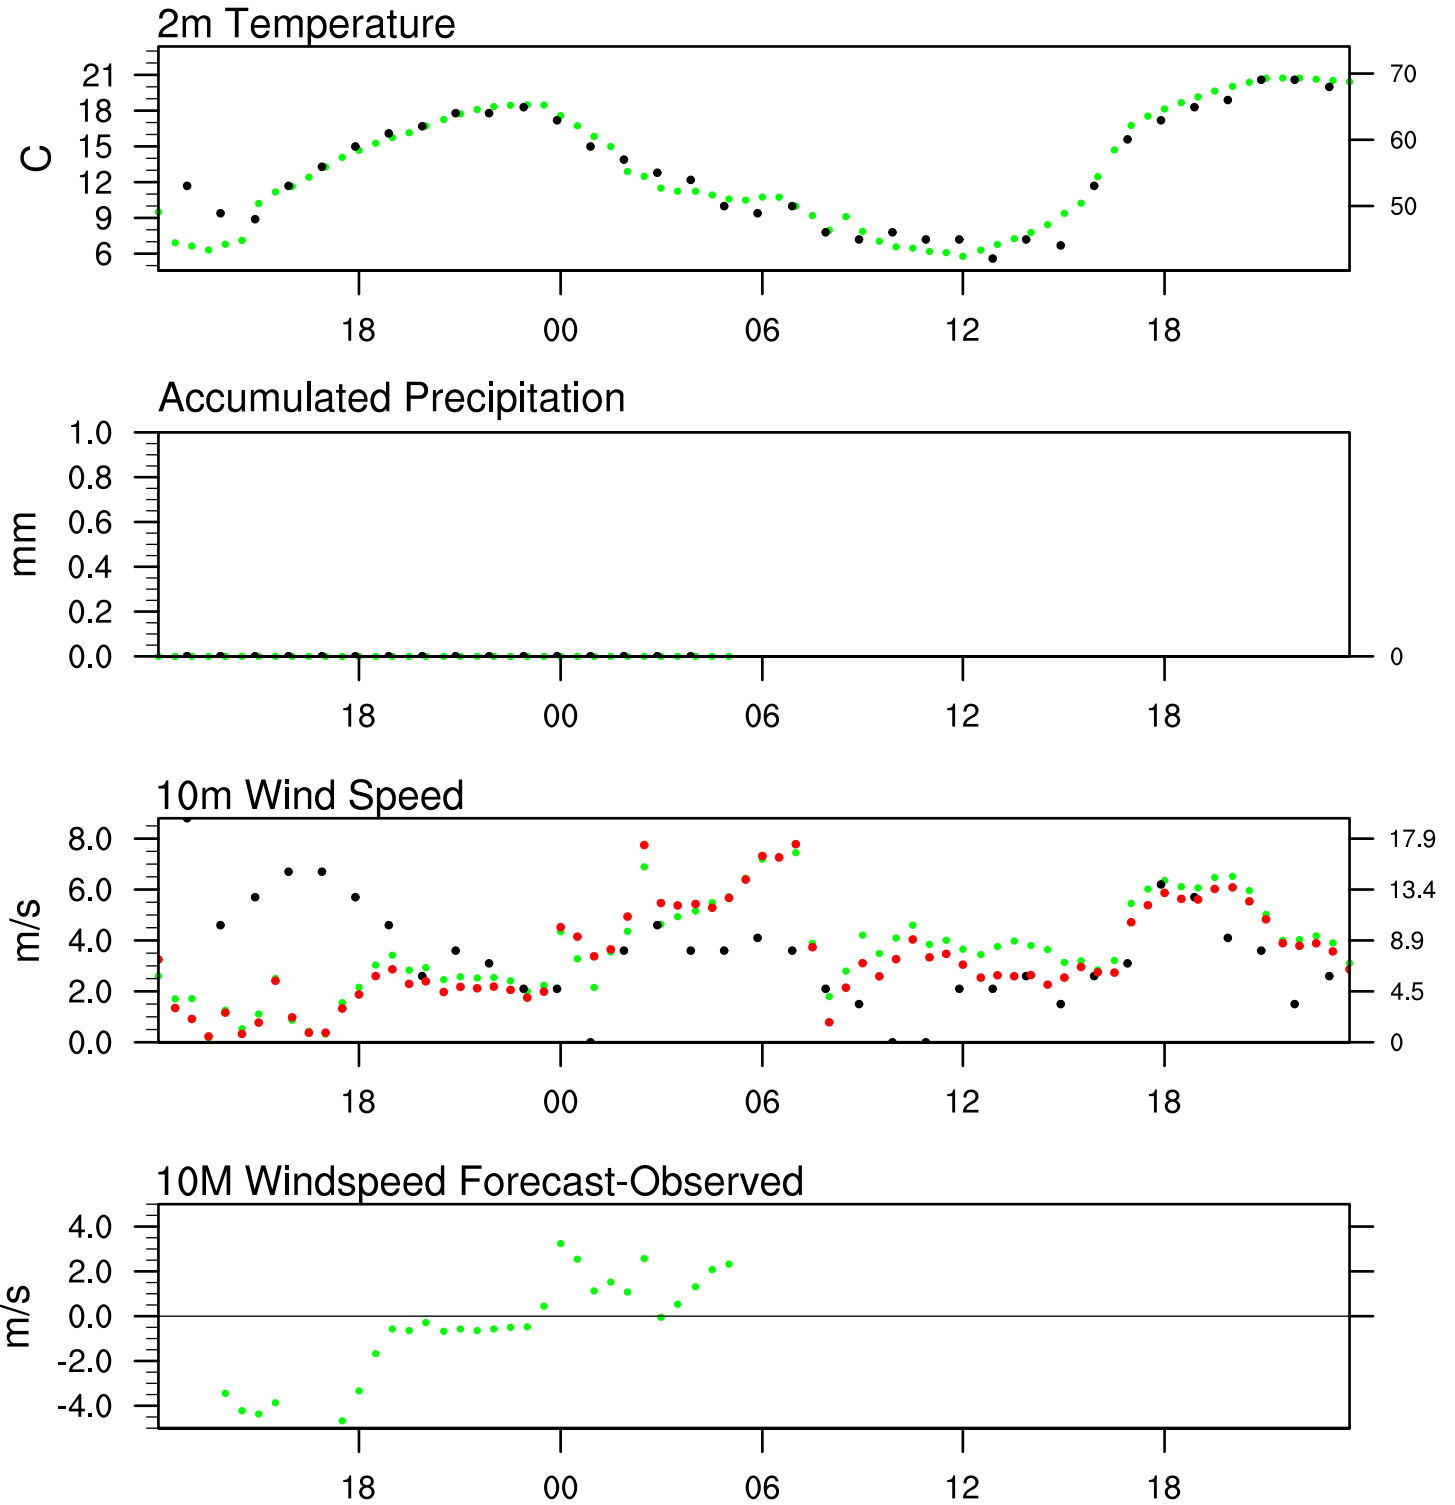 2m Temperature
21
18
15
12
9
6
C
70
60
50
18 00 06 12 18
Accumulated Precipitation
1.0
0.8
0.6
0.4
0.2
0.0
mm
0
18 00 06 12 18
10m Wind Speed
8.0
6.0
4.0
2.0
0.0
m/s
17.9
13.4
8.9
4.5
0
18 00 06 12 18
10M Windspeed Forecast-Observed
4.0
2.0
0.0
-2.0
-4.0
m/s
18 00 06 12 18